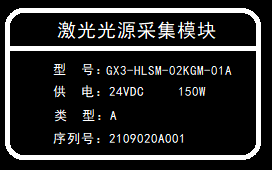 激光光源采集模块
型 号：GX3-HLSM-02KGM-01A
供 电：24VDC 150W
类 型：A
序列号：2109020A001